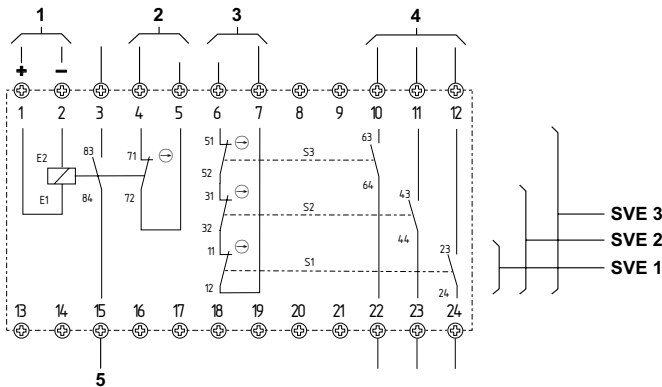 1 2 3 4
+ −
1 2 3 4 5 6 7 8 9 10 11 12
E2 83 71 51 63
S3
E1 84 72 52 64
31 43
S2
32 44
11 23
S1
12 24
SVE 3
SVE 2
SVE 1
13 14 15 16 17 18 19 20 21 22 23 24
5